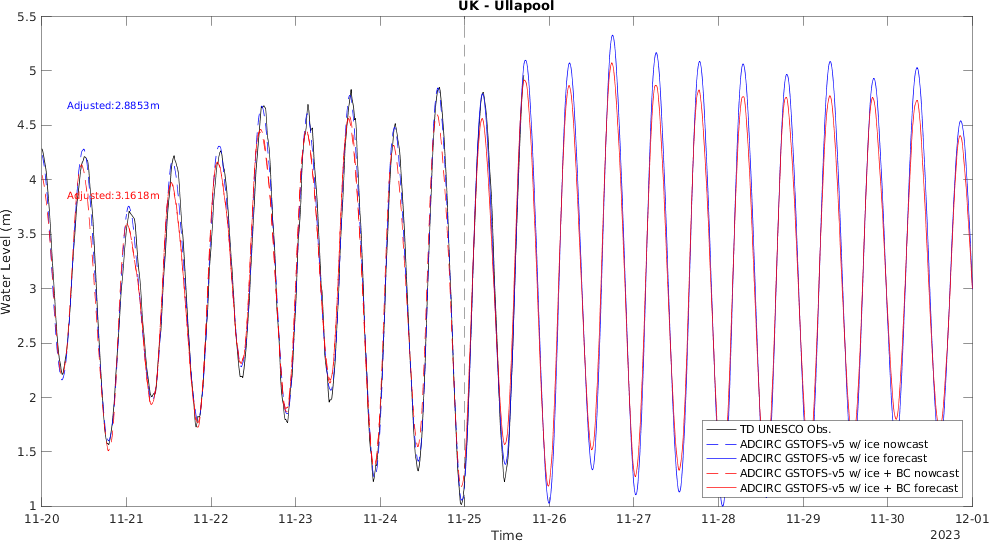 UK - Ullapool
5.5
5
4.5
4
3.5
3
2.5
2
1.5
1
Water Level (m)
Adjusted:2.8853m
Adjusted:3.1618m
TD UNESCO Obs.
ADCIRC GSTOFS-v5 w/ ice nowcast
ADCIRC GSTOFS-v5 w/ ice forecast
ADCIRC GSTOFS-v5 w/ ice + BC nowcast
ADCIRC GSTOFS-v5 w/ ice + BC forecast
11-20 11-21 11-22 11-23 11-24 11-25 11-26 11-27 11-28 11-29 11-30 12-01
Time
2023